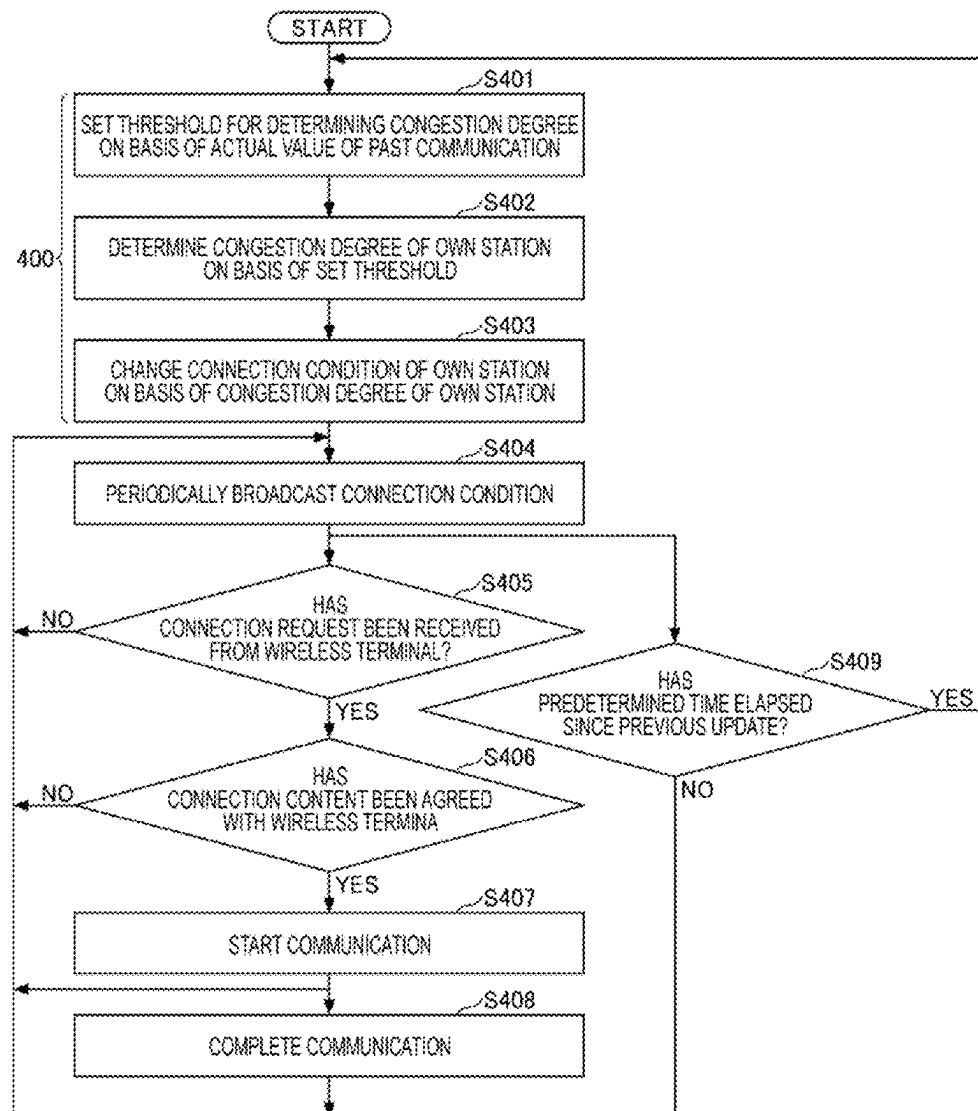 START
S401
SET THRESHOLD FOR DETERMINING CONGESTION DEGREE
ON BASIS OF ACTUAL VALUE OF PAST COMMUNICATION
S402
400
DETERMINE CONGESTION DEGREE OF OWN STATION
ON BASIS OF SET THRESHOLD
S403
CHANGE CONNECTION CONDITION OF OWN STATION
ON BASIS OF CONGESTION DEGREE OF OWN STATION
S404
PERIODICALLY BROADCAST CONNECTION CONDITION
S405
NO
HAS
CONNECTION REQUEST BEEN RECEIVED
FROM WIRELESS TERMINAL?
YES
S409
HAS
PREDETERMINED TIME ELAPSED
SINCE PREVIOUS UPDATE?
YES
NO
S406
NO
HAS
CONNECTION CONTENT BEEN AGREED
WITH WIRELESS TERMINA
YES
S407
START COMMUNICATION
S408
COMPLETE COMMUNICATION